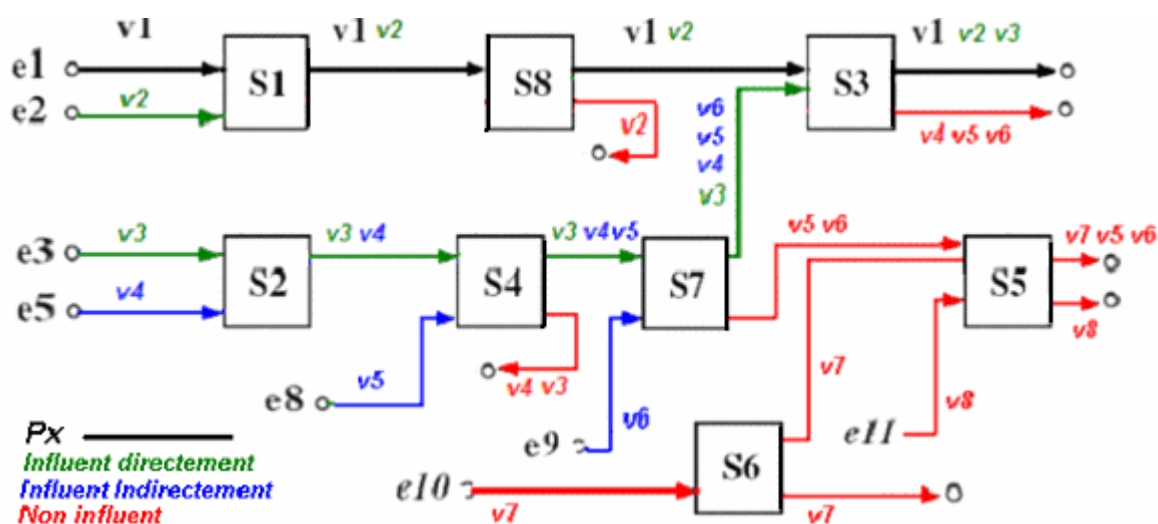 v1
v1 v2
v1 v2
v1 v2 v3
e1
S1
S8
S3
e2
v2
v2
v6
v5
v4
v3
v4 v5 v6
e3
v3
S2
v3 v4
S4
v3 v4 v5
S7
v5 v6
S5
v7 v5 v6
e5
v4
v8
e8
v5
v4 v3
v7
v8
e9
v6
e11
Px
Influent directement
Influent Indirectement
Non influent
e10
v7
S6
v7